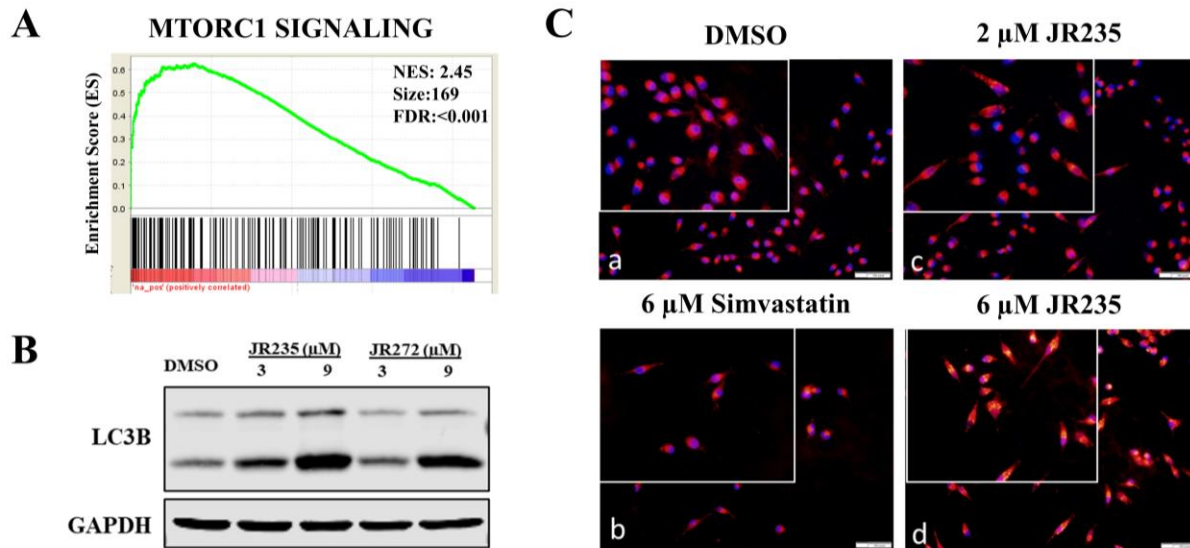 A
MTORC1 SIGNALING
Enrichment Score (ES)
0.6
0.5
0.4
0.3
0.2
0.1
0.0
NES: 2.45
Size:169
FDR:<0.001
'na_pos' (positively correlated)
B
DMSO
JR235 (µM)
JR272 (µM)
3 9 3 9
LC3B
GAPDH
C
DMSO
2 µM JR235
a
c
6 µM Simvastatin
6 µM JR235
b
d